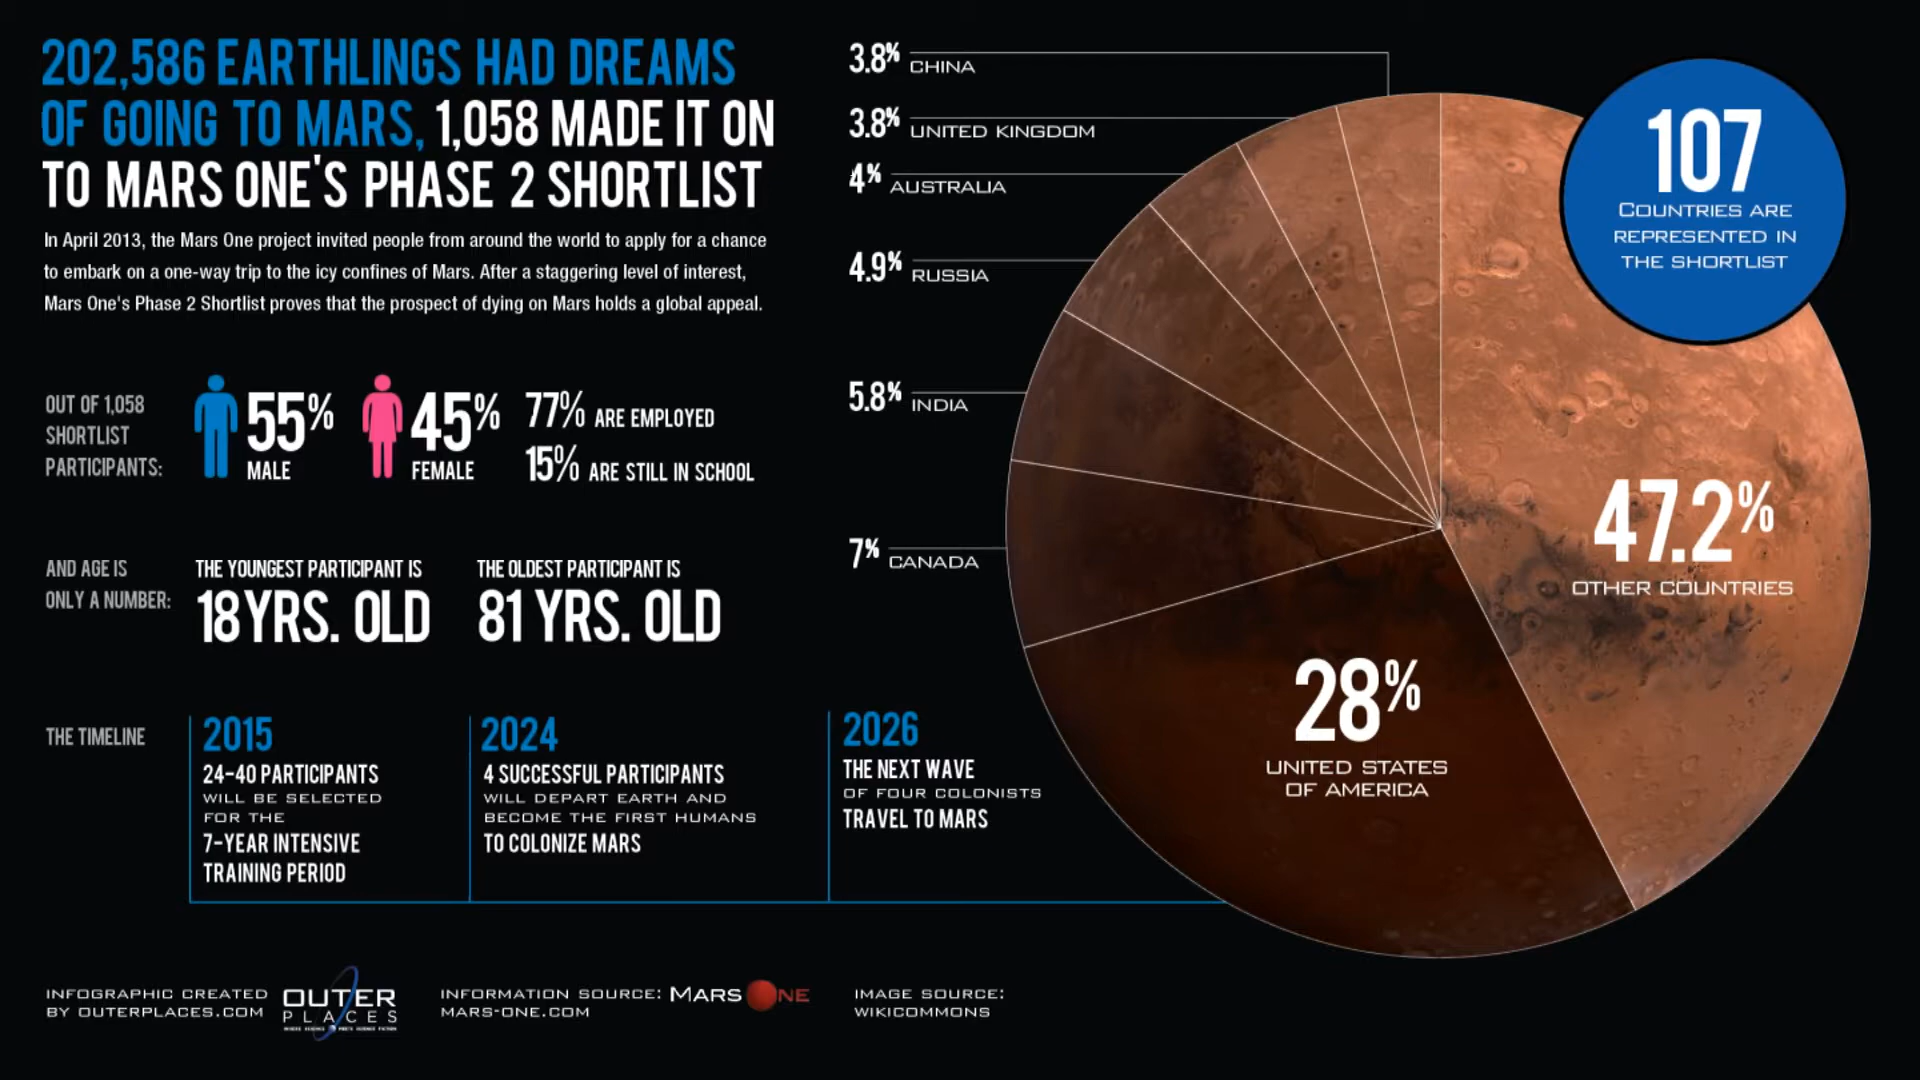 202,586 EARTHLINGS HAD DREAMS
OF GOING TO MARS, 1,058 MADE IT ON
TO MARS ONE'S PHASE 2 SHORTLIST
In April 2013, the Mars One project invited people from around the world to apply for a chance
to embark on a one-way trip to the icy confines of Mars. After a staggering level of interest,
Mars One's Phase 2 Shortlist proves that the prospect of dying on Mars holds a global appeal.
OUT OF 1,058
SHORTLIST
PARTICIPANTS:
55%
MALE
45%
FEMALE
77% ARE EMPLOYED
15% ARE STILL IN SCHOOL
AND AGE IS
ONLY A NUMBER:
THE YOUNGEST PARTICIPANT IS
18 YRS. OLD
THE OLDEST PARTICIPANT IS
81 YRS. OLD
THE TIMELINE
2015
24-40 PARTICIPANTS
WILL BE SELECTED
FOR THE
7-YEAR INTENSIVE
TRAINING PERIOD
2024
4 SUCCESSFUL PARTICIPANTS
WILL DEPART EARTH AND
BECOME THE FIRST HUMANS
TO COLONIZE MARS
2026
THE NEXT WAVE
OF FOUR COLONISTS
TRAVEL TO MARS
3.8% CHINA
3.8% UNITED KINGDOM
4% AUSTRALIA
4.9% RUSSIA
5.8% INDIA
7% CANADA
107
COUNTRIES ARE
REPRESENTED IN
THE SHORTLIST
47.2%
OTHER COUNTRIES
28%
UNITED STATES
OF AMERICA
INFOGRAPHIC CREATED
BY OUTERPLACES.COM
OUTER
PLACES
WHERE SCIENCE MEETS SCIENCE FICTION
INFORMATION SOURCE: MARS ONE
MARS-ONE.COM
IMAGE SOURCE:
WIKICOMMONS